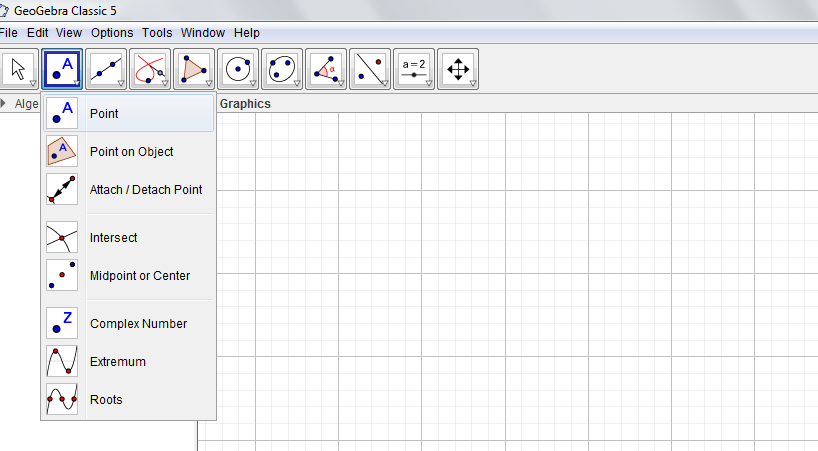 GeoGebra Classic 5
File Edit View Options Tools Window Help
A
α
a=2
Alge
Graphics
A Point
A Point on Object
Attach / Detach Point
Intersect
Midpoint or Center
Z Complex Number
Extremum
Roots